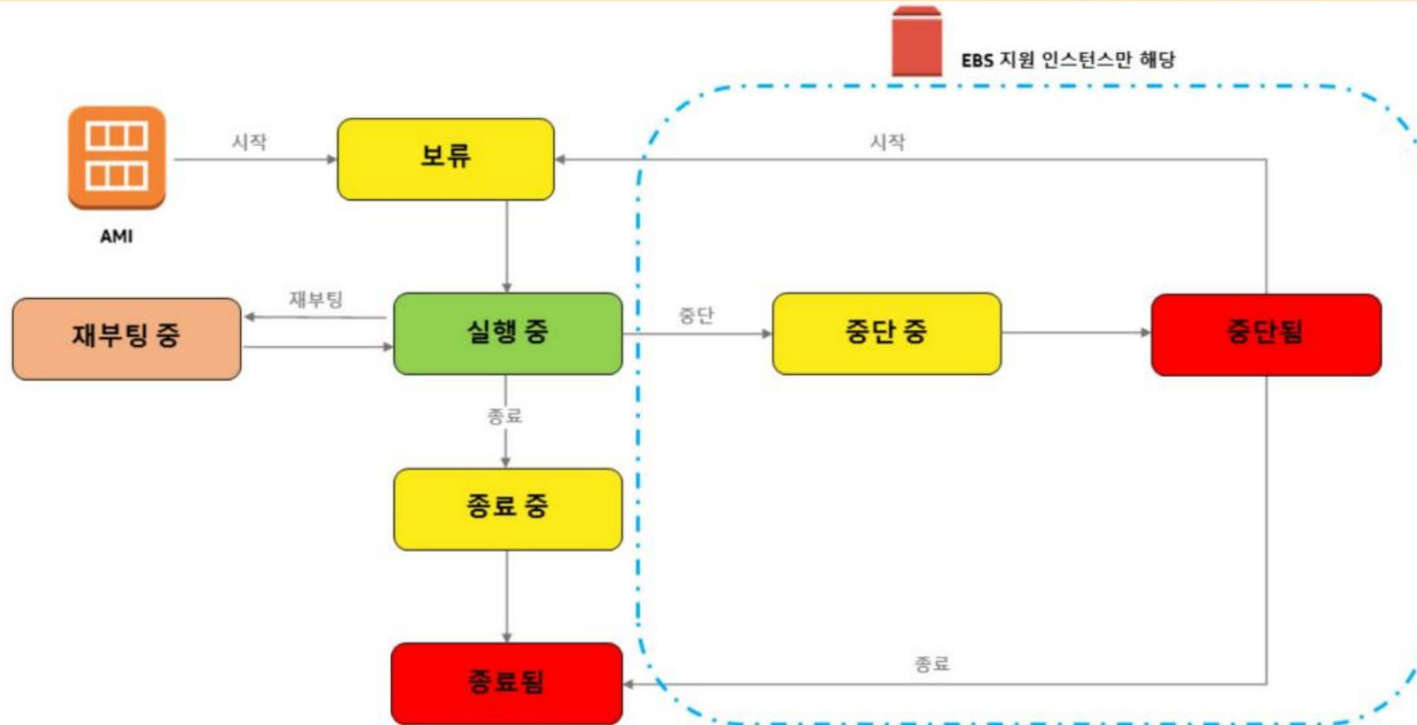 EBS 지원 인스턴스만 해당
시작
보류
시작
AMI
재부팅
재부팅 중
실행 중
중단
중단 중
중단됨
종료
종료 중
종료
종료됨